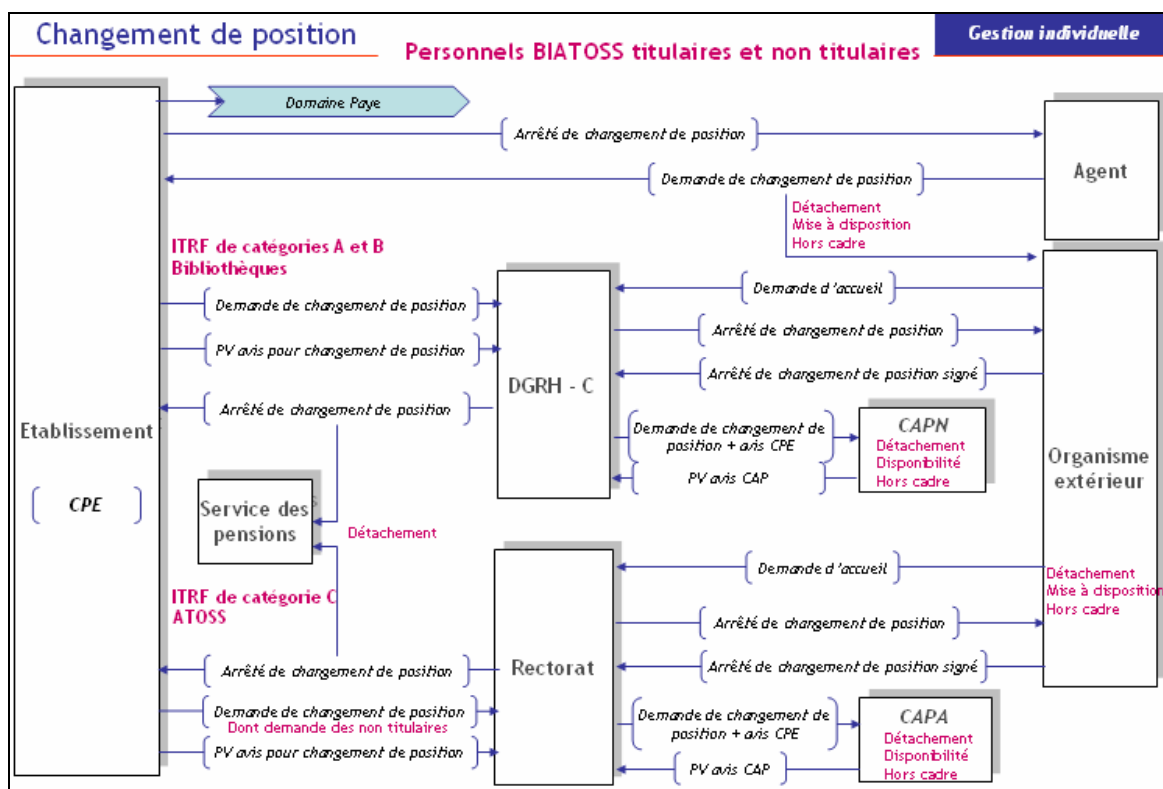 Changement de position
Personnels BIATOSS titulaires et non titulaires
Gestion individuelle
Domaine Paye
Arrêté de changement de position
Demande de changement de position
Agent
Détachement
Mise à disposition
Hors cadre
ITRF de catégories A et B
Bibliothèques
Demande de changement de position
PV avis pour changement de position
Arrêté de changement de position
DGRH - C
Demande d'accueil
Arrêté de changement de position
Arrêté de changement de position signé
Demande de changement de
position + avis CPE
PV avis CAP
CAPN
Détachement
Disponibilité
Hors cadre
Organisme
extérieur
Etablissement
CPE
Service des
pensions
Détachement
ITRF de catégorie C
ATOSS
Arrêté de changement de position
Demande de changement de position
Dont demande des non titulaires
PV avis pour changement de position
Rectorat
Demande d'accueil
Détachement
Mise à disposition
Hors cadre
Arrêté de changement de position
Arrêté de changement de position signé
Demande de changement de
position + avis CPE
PV avis CAP
CAPA
Détachement
Disponibilité
Hors cadre